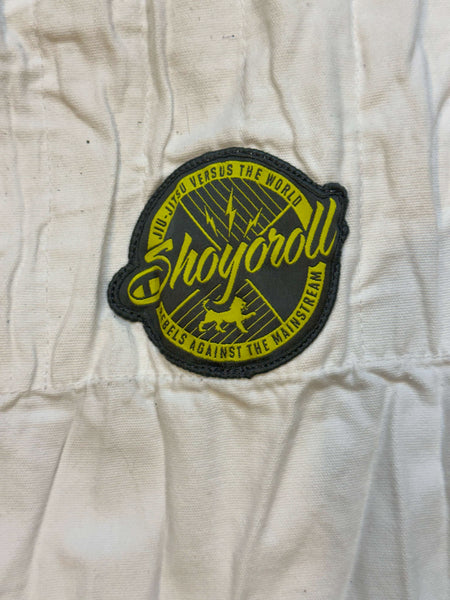 JIU-JITSU VERSUS THE WORLD
Shoyoroll
REBELS AGAINST THE MAINSTREAM